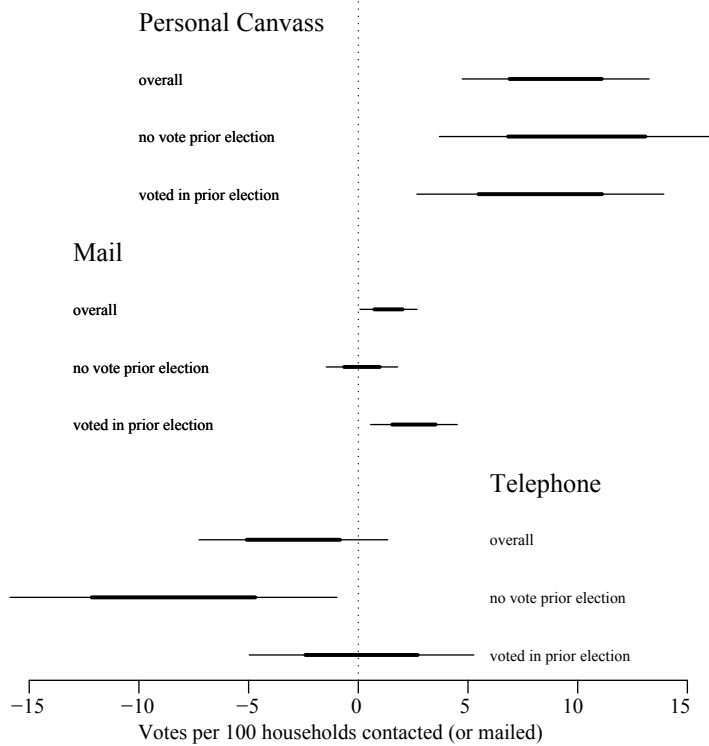 Personal Canvass
overall
no vote prior election
voted in prior election
Mail
overall
no vote prior election
voted in prior election
Telephone
overall
no vote prior election
voted in prior election
−15 −10 −5 0 5 10 15
Votes per 100 households contacted (or mailed)